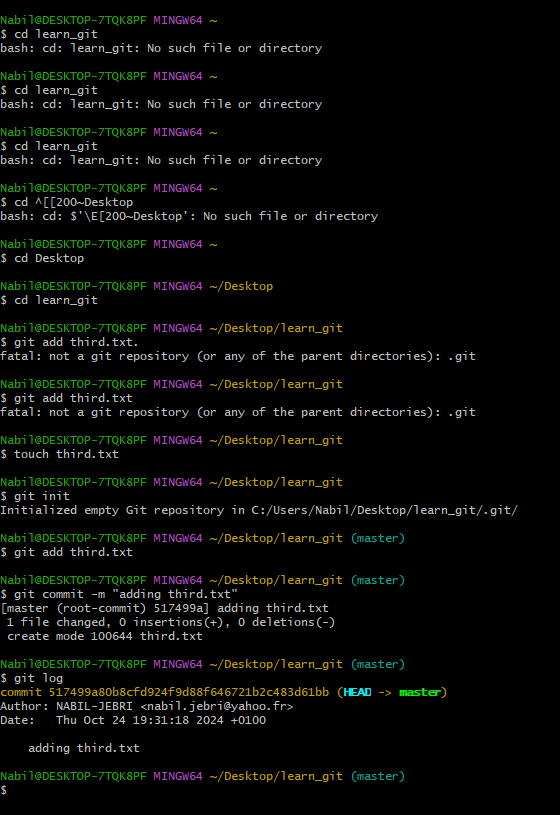 Nabil@DESKTOP-7TQK8PF MINGW64 ~
$ cd learn_git
bash: cd: learn_git: No such file or directory
Nabil@DESKTOP-7TQK8PF MINGW64 ~
$ cd learn_git
bash: cd: learn_git: No such file or directory
Nabil@DESKTOP-7TQK8PF MINGW64 ~
$ cd learn_git
bash: cd: learn_git: No such file or directory
Nabil@DESKTOP-7TQK8PF MINGW64 ~
$ cd ^[[200~Desktop
bash: cd: $'\E[200~Desktop': No such file or directory
Nabil@DESKTOP-7TQK8PF MINGW64 ~
$ cd Desktop
Nabil@DESKTOP-7TQK8PF MINGW64 ~/Desktop
$ cd learn_git
Nabil@DESKTOP-7TQK8PF MINGW64 ~/Desktop/learn_git
$ git add third.txt.
fatal: not a git repository (or any of the parent directories): .git
Nabil@DESKTOP-7TQK8PF MINGW64 ~/Desktop/learn_git
$ git add third.txt
fatal: not a git repository (or any of the parent directories): .git
Nabil@DESKTOP-7TQK8PF MINGW64 ~/Desktop/learn_git
$ touch third.txt
Nabil@DESKTOP-7TQK8PF MINGW64 ~/Desktop/learn_git
$ git init
Initialized empty Git repository in C:/Users/Nabil/Desktop/learn_git/.git/
Nabil@DESKTOP-7TQK8PF MINGW64 ~/Desktop/learn_git (master)
$ git add third.txt
Nabil@DESKTOP-7TQK8PF MINGW64 ~/Desktop/learn_git (master)
$ git commit -m "adding third.txt"
[master (root-commit) 517499a] adding third.txt
 1 file changed, 0 insertions(+), 0 deletions(-)
 create mode 100644 third.txt
Nabil@DESKTOP-7TQK8PF MINGW64 ~/Desktop/learn_git (master)
$ git log
commit 517499a80b8cfd924f9d88f646721b2c483d61bb (HEAD -> master)
Author: NABIL-JEBRI <nabil.jebri@yahoo.fr>
Date:   Thu Oct 24 19:31:18 2024 +0100
    adding third.txt
Nabil@DESKTOP-7TQK8PF MINGW64 ~/Desktop/learn_git (master)
$